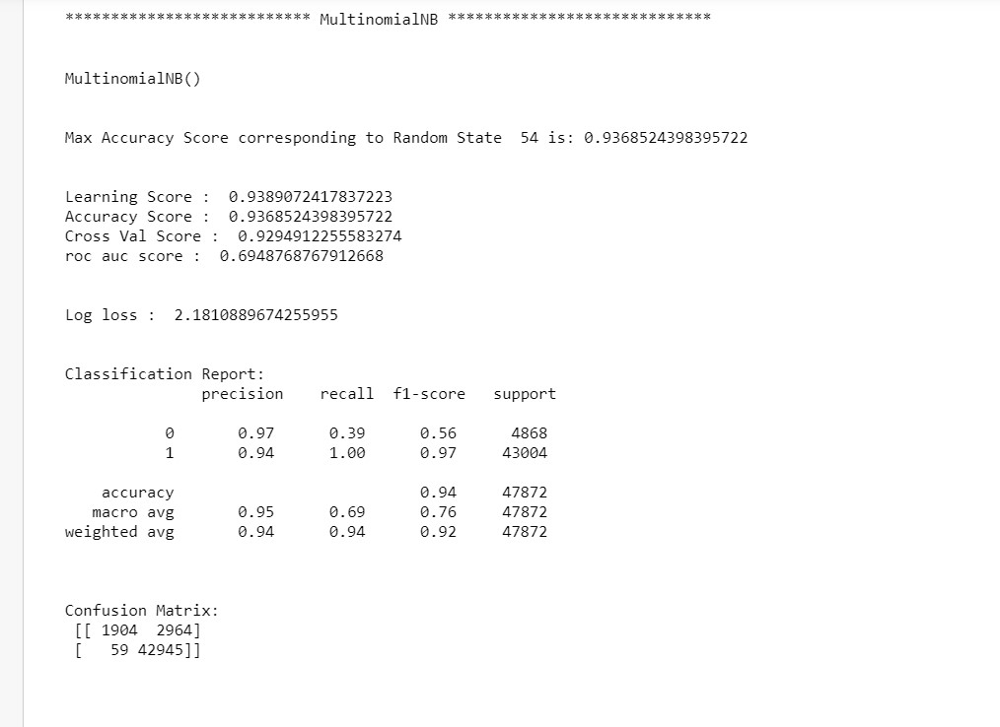 *************************** MultinomialNB *****************************
MultinomialNB()
Max Accuracy Score corresponding to Random State  54 is: 0.9368524398395722
Learning Score :  0.9389072417837223
Accuracy Score :  0.9368524398395722
Cross Val Score :  0.9294912255583274
roc auc score :  0.6948768767912668
Log loss :  2.1810889674255955
Classification Report:
               precision    recall  f1-score   support
           0       0.97      0.39      0.56      4868
           1       0.94      1.00      0.97     43004
    accuracy                           0.94     47872
   macro avg       0.95      0.69      0.76     47872
weighted avg       0.94      0.94      0.92     47872
Confusion Matrix:
 [[ 1904  2964]
 [   59 42945]]